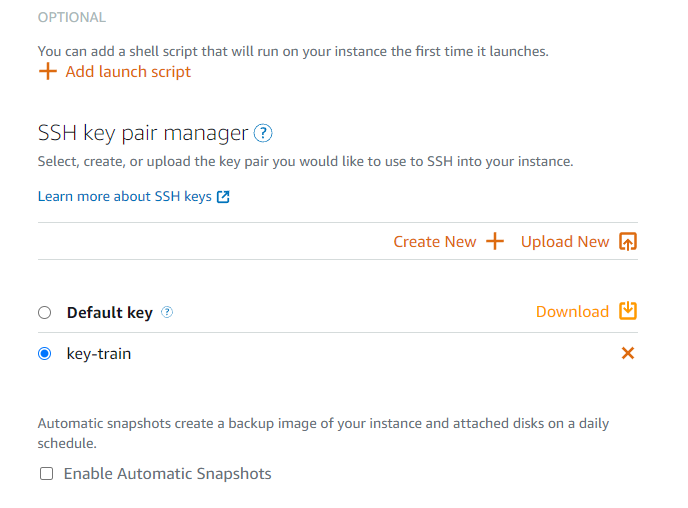 OPTIONAL
You can add a shell script that will run on your instance the first time it launches.
+ Add launch script
SSH key pair manager ?
Select, create, or upload the key pair you would like to use to SSH into your instance.
Learn more about SSH keys
Create New + Upload New
Default key ? Download
key-train
Automatic snapshots create a backup image of your instance and attached disks on a daily
schedule.
Enable Automatic Snapshots